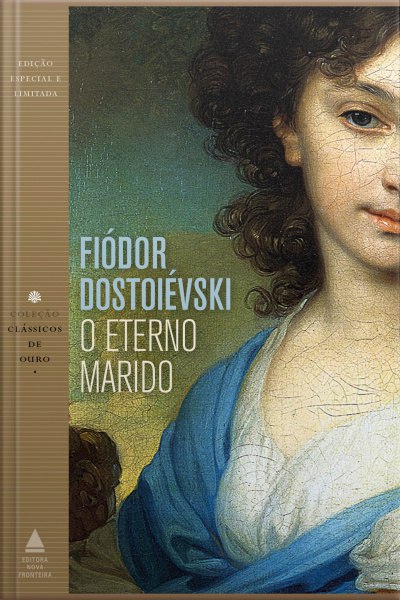 EDIÇÃO
ESPECIAL E
LIMITADA
FIÓDOR
DOSTOIÉVSKI
O ETERNO
MARIDO
COLEÇÃO
CLÁSSICOS
DE
OURO
EDITORA
NOVA
FRONTEIRA